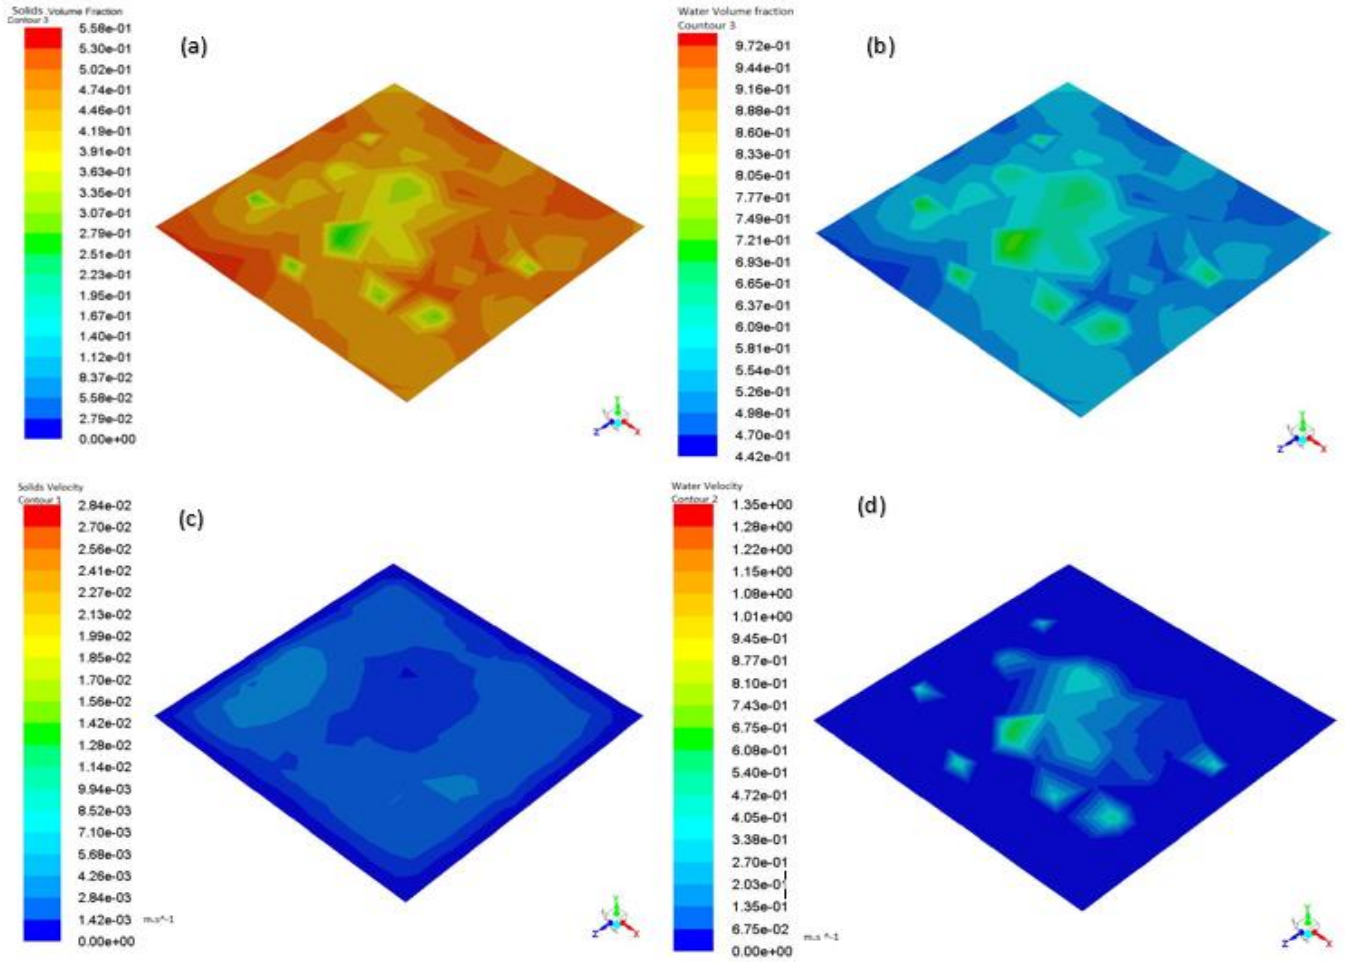 Solids Volume Fraction
Contour 3
5.58e-01
5.30e-01
5.02e-01
4.74e-01
4.46e-01
4.19e-01
3.91e-01
3.63e-01
3.35e-01
3.07e-01
2.79e-01
2.51e-01
2.23e-01
1.95e-01
1.67e-01
1.40e-01
1.12e-01
8.37e-02
5.58e-02
2.79e-02
0.00e+00
(a)
Y
Z
X
Water Volume fraction
Countour 3
9.72e-01
9.44e-01
9.16e-01
8.88e-01
8.60e-01
8.33e-01
8.05e-01
7.77e-01
7.49e-01
7.21e-01
6.93e-01
6.65e-01
6.37e-01
6.09e-01
5.81e-01
5.54e-01
5.26e-01
4.98e-01
4.70e-01
4.42e-01
(b)
Y
Z
X
Solids Velocity
Contour 1
2.84e-02
2.70e-02
2.56e-02
2.41e-02
2.27e-02
2.13e-02
1.99e-02
1.85e-02
1.70e-02
1.56e-02
1.42e-02
1.28e-02
1.14e-02
9.94e-03
8.52e-03
7.10e-03
5.68e-03
4.26e-03
2.84e-03
1.42e-03 m.s^-1
0.00e+00
(c)
Y
Z
X
Water Velocity
Contour 2
1.35e+00
1.28e+00
1.22e+00
1.15e+00
1.08e+00
1.01e+00
9.45e-01
8.77e-01
8.10e-01
7.43e-01
6.75e-01
6.08e-01
5.40e-01
4.72e-01
4.05e-01
3.38e-01
2.70e-01
2.03e-01
1.35e-01
6.75e-02 m.s ^-1
0.00e+00
(d)
Y
Z
X